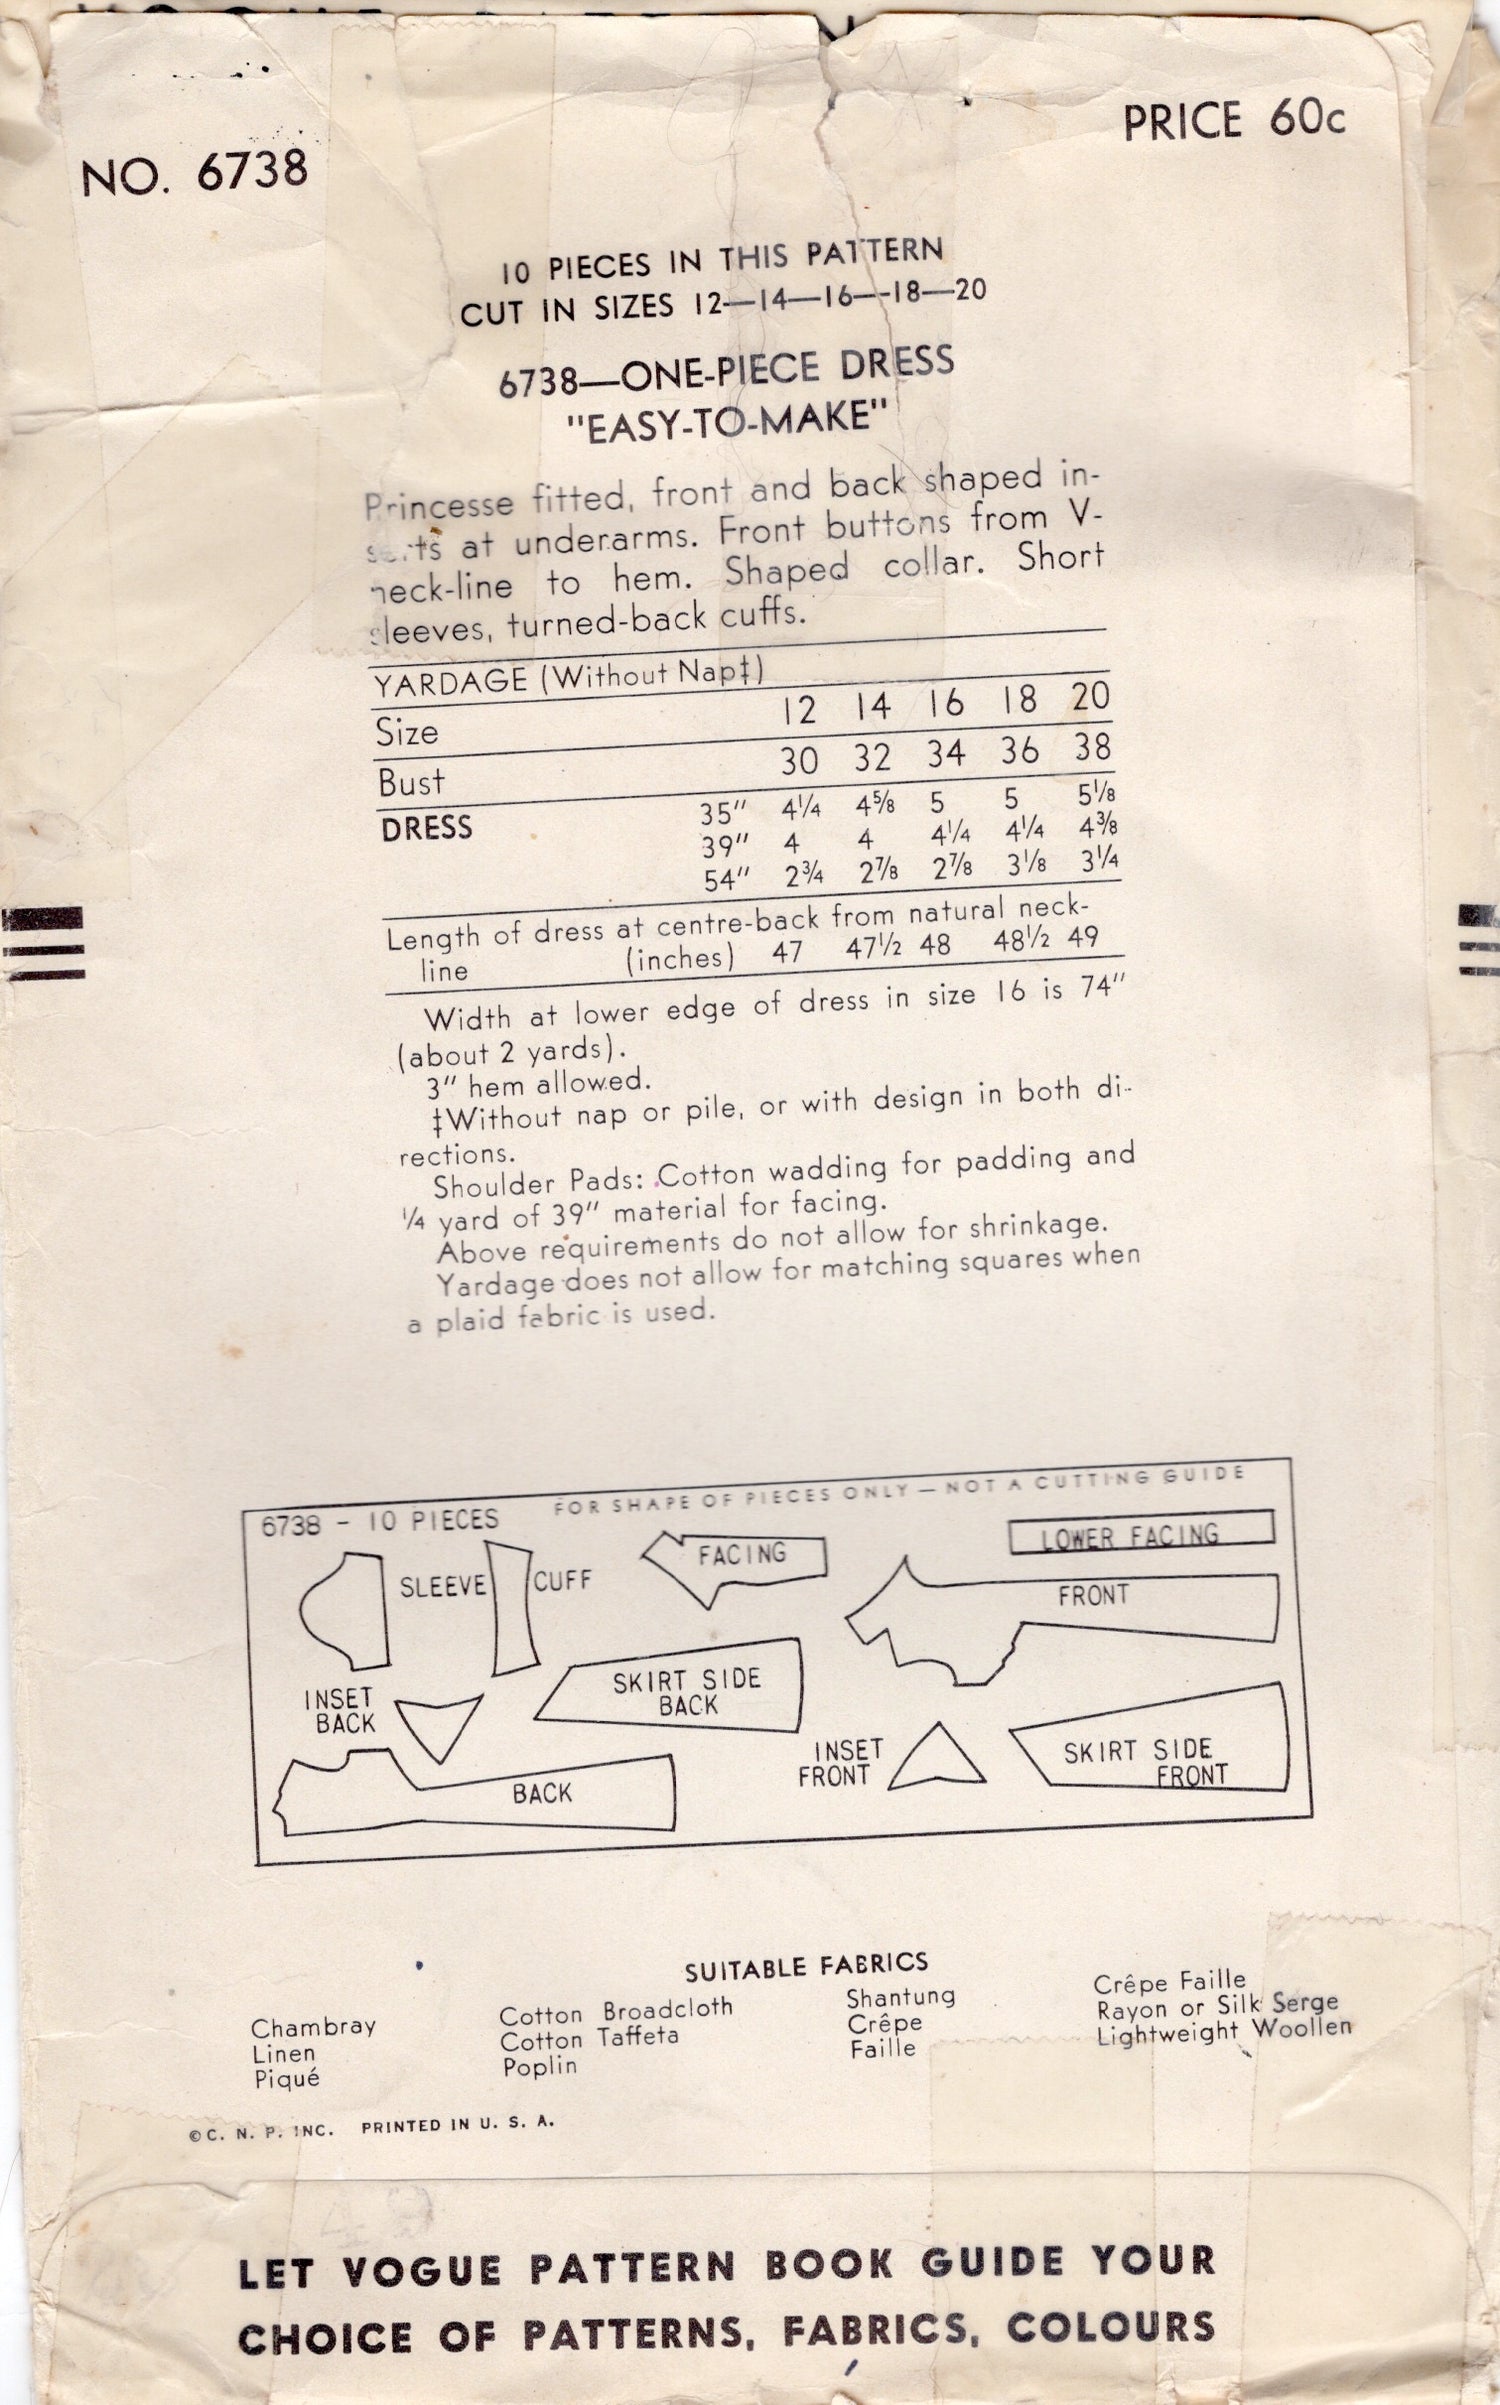 NO. 6738
PRICE 60c
10 PIECES IN THIS PATTERN
CUT IN SIZES 12—14—16—18—20
6738—ONE-PIECE DRESS
"EASY-TO-MAKE"
Princesse fitted, front and back shaped in-
serts at underarms. Front buttons from V-
neck-line to hem. Shaped collar. Short
sleeves, turned-back cuffs.
YARDAGE (Without Nap‡)
Size 12 14 16 18 20
Bust 30 32 34 36 38
DRESS 35" 4¼ 4⅝ 5 5 5⅛
39" 4 4 4¼ 4¼ 4⅜
54" 2¾ 2⅞ 2⅞ 3⅛ 3¼
Length of dress at centre-back from natural neck-
line (inches) 47 47½ 48 48½ 49
Width at lower edge of dress in size 16 is 74"
(about 2 yards).
3" hem allowed.
‡Without nap or pile, or with design in both di-
rections.
Shoulder Pads: Cotton wadding for padding and
¼ yard of 39" material for facing.
Above requirements do not allow for shrinkage.
Yardage does not allow for matching squares when
a plaid fabric is used.
6738 - 10 PIECES FOR SHAPE OF PIECES ONLY — NOT A CUTTING GUIDE
SLEEVE CUFF FACING LOWER FACING
FRONT
INSET
BACK
SKIRT SIDE
BACK
BACK
INSET
FRONT
SKIRT SIDE
FRONT
SUITABLE FABRICS
Chambray
Linen
Piqué
Cotton Broadcloth
Cotton Taffeta
Poplin
Shantung
Crêpe
Faille
Crêpe Faille
Rayon or Silk Serge
Lightweight Woollen
©C. N. P. INC. PRINTED IN U. S. A.
LET VOGUE PATTERN BOOK GUIDE YOUR
CHOICE OF PATTERNS, FABRICS, COLOURS